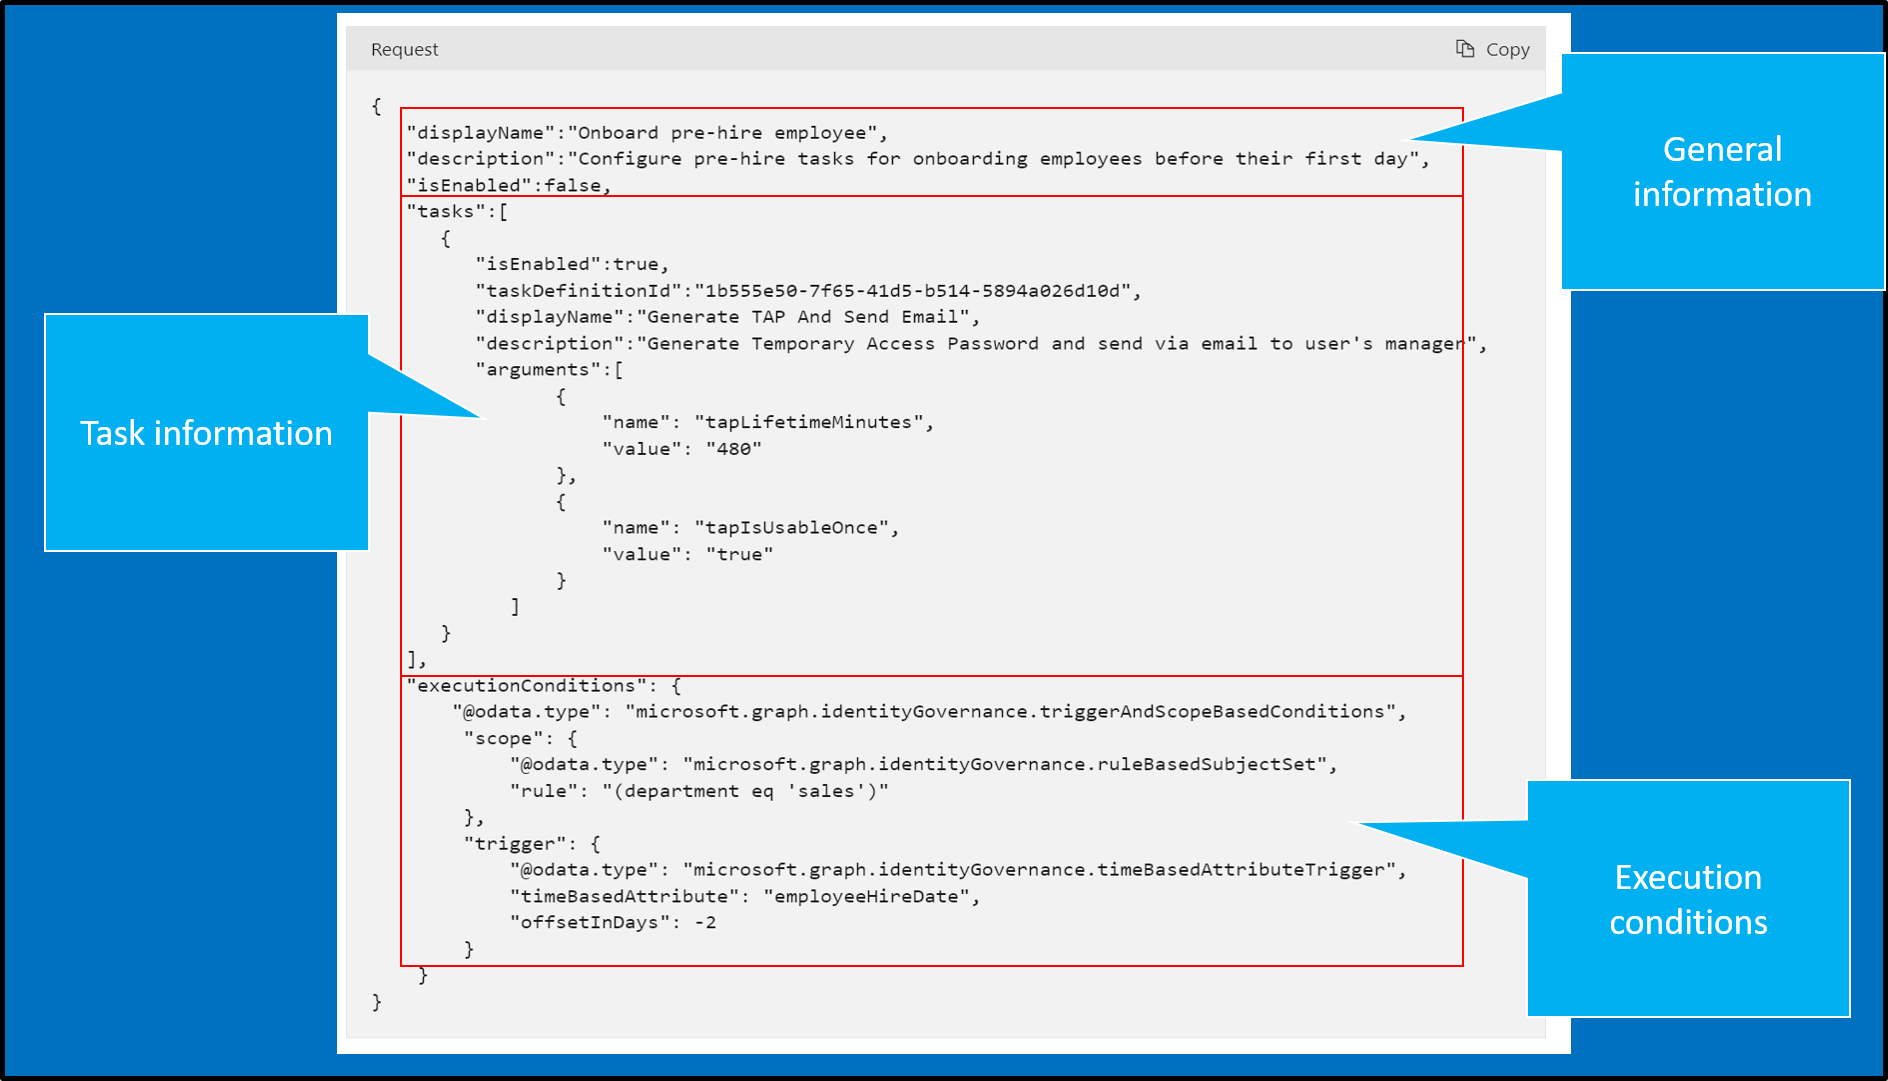 Request
Copy
{
"displayName":"Onboard pre-hire employee",
"description":"Configure pre-hire tasks for onboarding employees before their first day",
"isEnabled":false,
"tasks":[
{
"isEnabled":true,
"taskDefinitionId":"1b555e50-7f65-41d5-b514-5894a026d10d",
"displayName":"Generate TAP And Send Email",
"description":"Generate Temporary Access Password and send via email to user's manager",
"arguments":[
{
"name": "tapLifetimeMinutes",
"value": "480"
},
{
"name": "tapIsUsableOnce",
"value": "true"
}
]
}
],
"executionConditions": {
"@odata.type": "microsoft.graph.identityGovernance.triggerAndScopeBasedConditions",
"scope": {
"@odata.type": "microsoft.graph.identityGovernance.ruleBasedSubjectSet",
"rule": "(department eq 'sales')"
},
"trigger": {
"@odata.type": "microsoft.graph.identityGovernance.timeBasedAttributeTrigger",
"timeBasedAttribute": "employeeHireDate",
"offsetInDays": -2
}
}
}
General
information
Task information
Execution
conditions